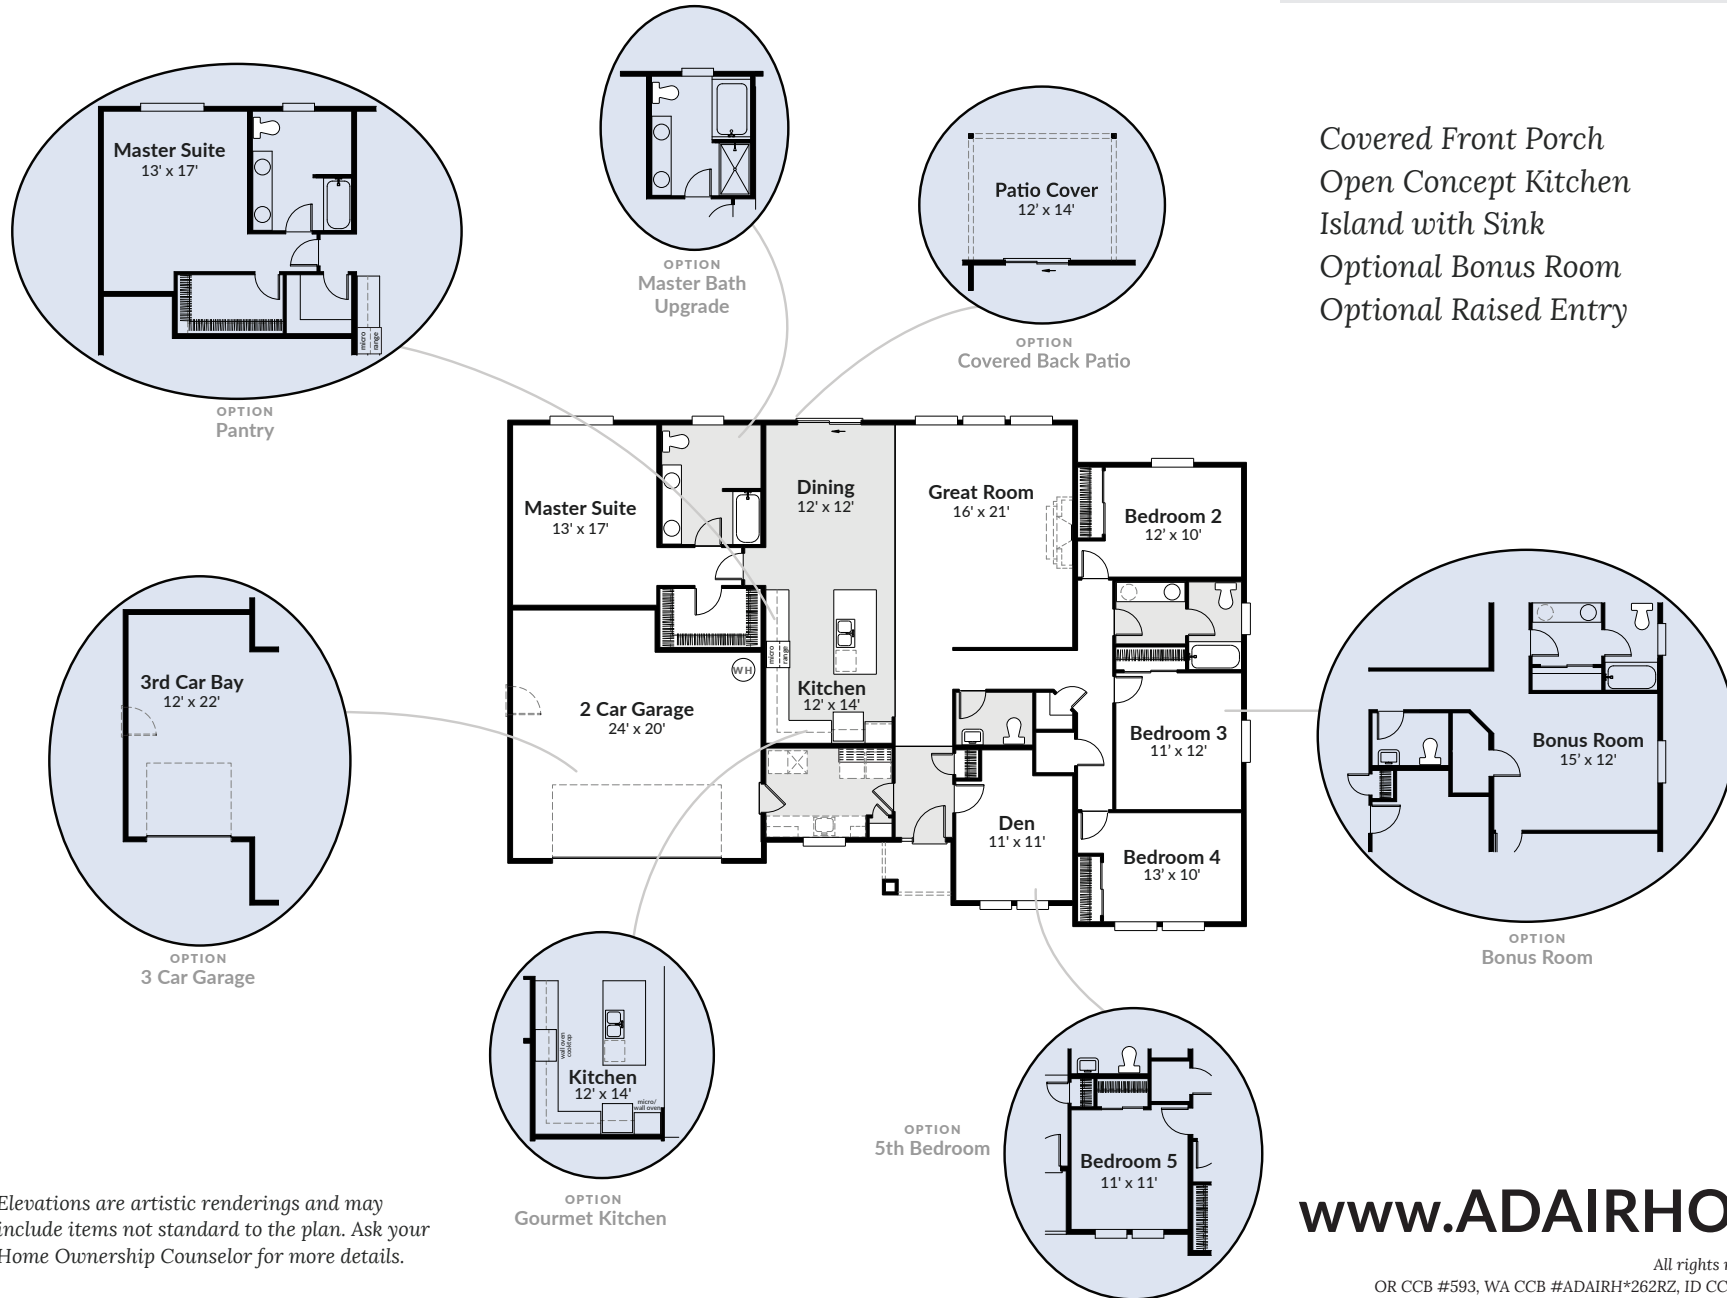 Covered Front Porch
Open Concept Kitchen
Island with Sink
Optional Bonus Room
Optional Raised Entry
Master Suite
13' x 17'
micro
range
OPTION
Pantry
OPTION
Master Bath
Upgrade
Patio Cover
12' x 14'
OPTION
Covered Back Patio
Master Suite
13' x 17'
Dining
12' x 12'
Great Room
16' x 21'
Bedroom 2
12' x 10'
micro
range
WH
Kitchen
12' x 14'
2 Car Garage
24' x 20'
Bedroom 3
11' x 12'
Den
11' x 11'
Bedroom 4
13' x 10'
3rd Car Bay
12' x 22'
OPTION
3 Car Garage
Bonus Room
15' x 12'
OPTION
Bonus Room
wall oven
cooktop
Kitchen
12' x 14'
micro/
wall oven
OPTION
Gourmet Kitchen
OPTION
5th Bedroom
Bedroom 5
11' x 11'
Elevations are artistic renderings and may
include items not standard to the plan. Ask your
Home Ownership Counselor for more details.
www.ADAIRHO
All rights
OR CCB #593, WA CCB #ADAIRH*262RZ, ID CC